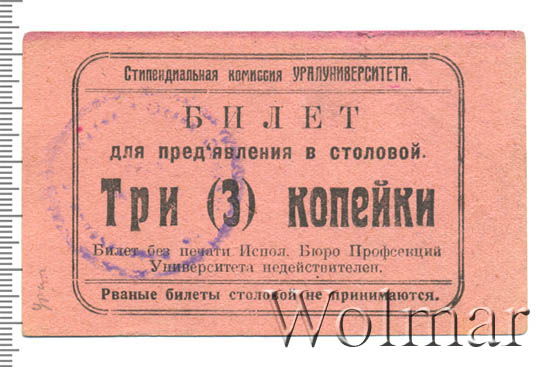 Стипендиальная комиссия УРАЛУНИВЕРСИТЕТА.
БИЛЕТ
для пред'явления в столовой.
Три (3) копейки
Билет без печати Испол. Бюро Профсекций
Университета недействителен.
Рваные билеты столовой не принимаются.
Урал
Wolmar